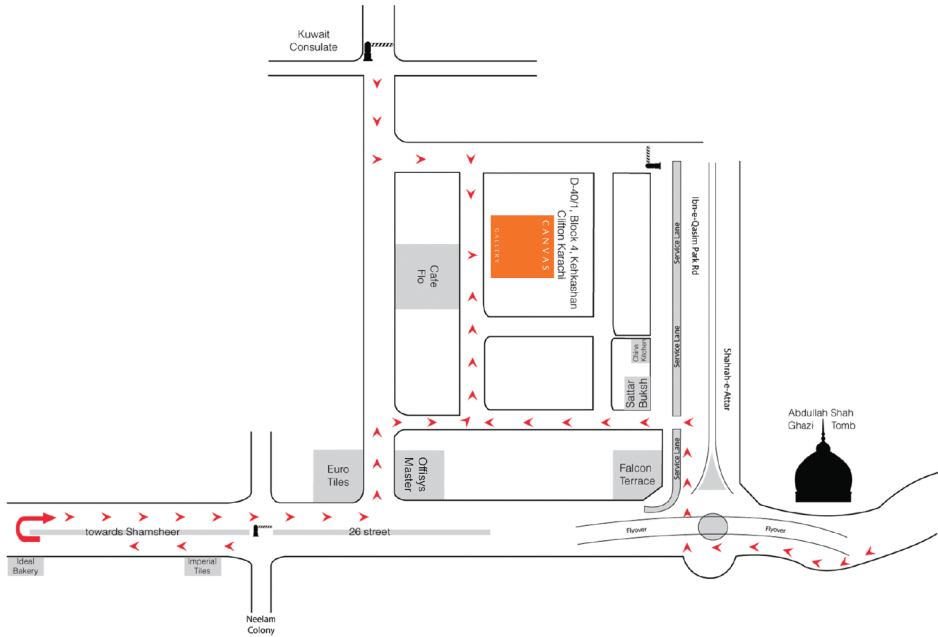 Kuwait
Consulate
D-40/1, Block 4, Kehkashan
Clifton Karachi
CANVAS
GALLERY
Cafe
Flo
Ibn-e-Qasim Park Rd
Service Lane
Service Lane
China
Kitchen
Sattar
Buksh
Shahrah-e-Attar
Abdullah Shah
Ghazi Tomb
Euro
Tiles
Offisys
Master
Falcon
Terrace
Service Lane
towards Shamsheer
26 street
Flyover
Flyover
Ideal
Bakery
Imperial
Tiles
Neelam
Colony